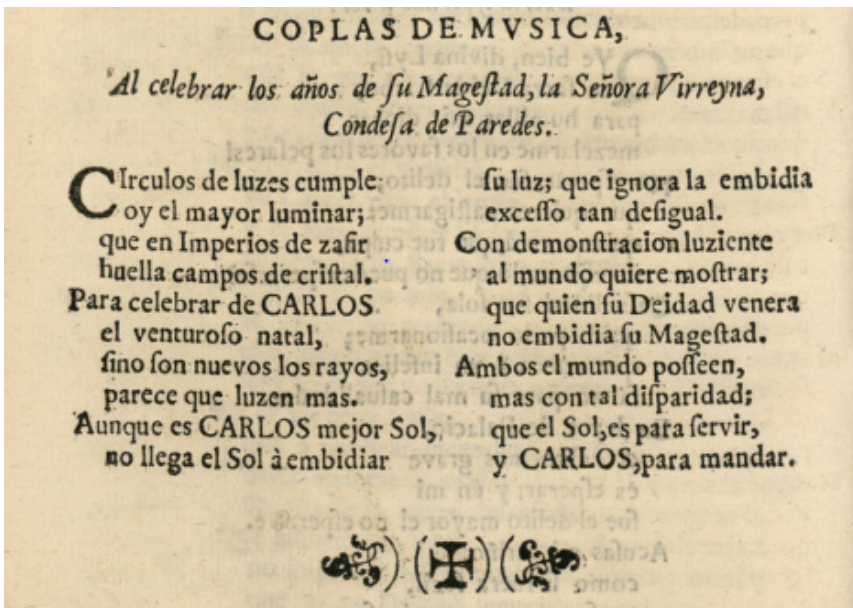 COPLAS DE MVSICA,
Al celebrar los años de ſu Mageſtad, la Señora Virreyna,
Condeſa de Paredes.
CIrculos de luzes cumple,
oy el mayor luminar;
que en Imperios de zafir
huella campos de criſtal.
Para celebrar de CARLOS
el venturoſo natal,
ſino ſon nuevos los rayos,
parece que luzen mas.
Aunque es CARLOS mejor Sol,
no llega el Sol à embidiar
ſu luz; que ignora la embidia
exceſſo tan deſigual.
Con demonſtracion luziente
al mundo quiere moſtrar;
que quien ſu Deidad venera
no embidia ſu Mageſtad.
Ambos el mundo poſſeen,
mas con tal diſparidad;
que el Sol, es para ſervir,
y CARLOS, para mandar.